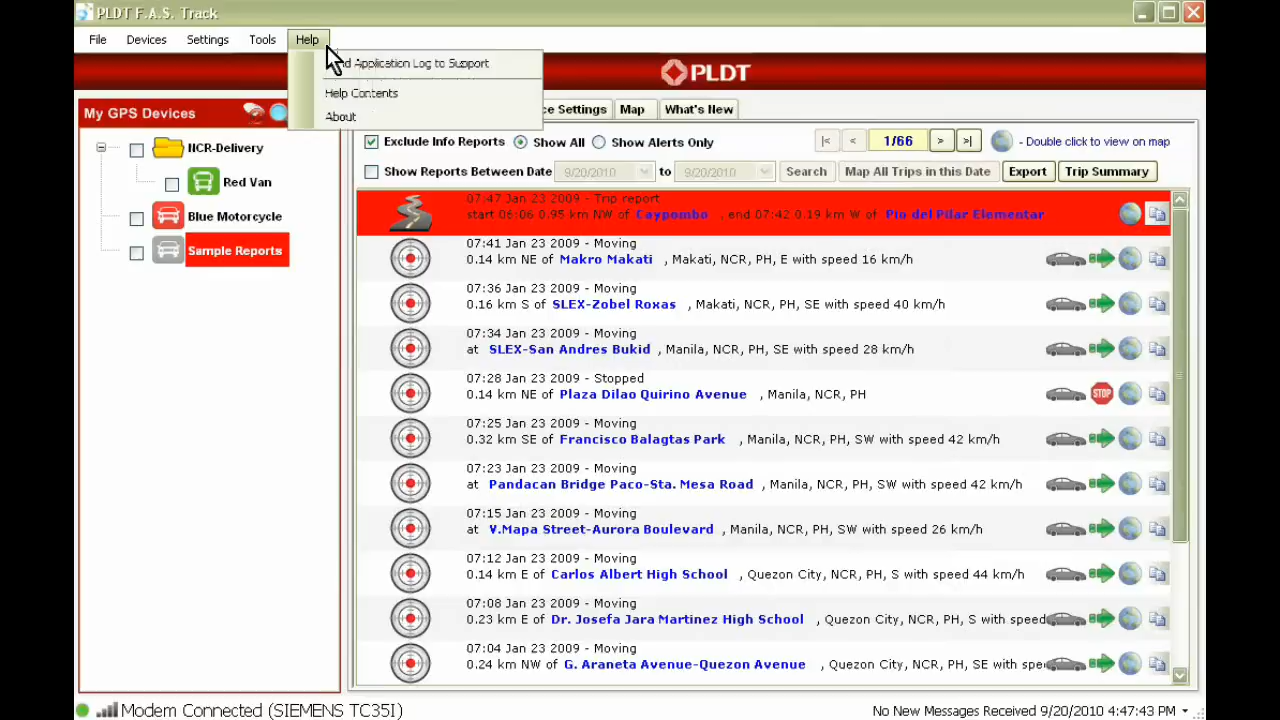 PLDT F.A.S. Track
File Devices Settings Tools Help
Application Log to Support
Help Contents
About
PLDT
My GPS Devices
NCR-Delivery
Red Van
Blue Motorcycle
Sample Reports
Settings Map What's New
Exclude Info Reports Show All Show Alerts Only |< < 1/66 > >| - Double click to view on map
Show Reports Between Date 9/20/2010 to 9/20/2010 Search Map All Trips in this Date Export Trip Summary
07:47 Jan 23 2009 - Trip report
start 06:06 0.95 km NW of Caypombo , end 07:42 0.19 km W of Pio del Pilar Elementar
07:41 Jan 23 2009 - Moving
0.14 km NE of Makro Makati , Makati, NCR, PH, E with speed 16 km/h
07:36 Jan 23 2009 - Moving
0.16 km S of SLEX-Zobel Roxas , Makati, NCR, PH, SE with speed 40 km/h
07:34 Jan 23 2009 - Moving
at SLEX-San Andres Bukid , Manila, NCR, PH, SE with speed 28 km/h
07:28 Jan 23 2009 - Stopped
0.14 km NE of Plaza Dilao Quirino Avenue , Manila, NCR, PH
STOP
07:25 Jan 23 2009 - Moving
0.32 km SE of Francisco Balagtas Park , Manila, NCR, PH, SW with speed 42 km/h
07:23 Jan 23 2009 - Moving
at Pandacan Bridge Paco-Sta. Mesa Road , Manila, NCR, PH, SW with speed 42 km/h
07:15 Jan 23 2009 - Moving
at V.Mapa Street-Aurora Boulevard , Manila, NCR, PH, SW with speed 26 km/h
07:12 Jan 23 2009 - Moving
0.14 km E of Carlos Albert High School , Quezon City, NCR, PH, S with speed 44 km/h
07:08 Jan 23 2009 - Moving
0.23 km E of Dr. Josefa Jara Martinez High School , Quezon City, NCR, PH, S with speed
07:04 Jan 23 2009 - Moving
0.24 km NW of G. Araneta Avenue-Quezon Avenue , Quezon City, NCR, PH, SE with spee
Modem Connected (SIEMENS TC35I)
No New Messages Received 9/20/2010 4:47:43 PM